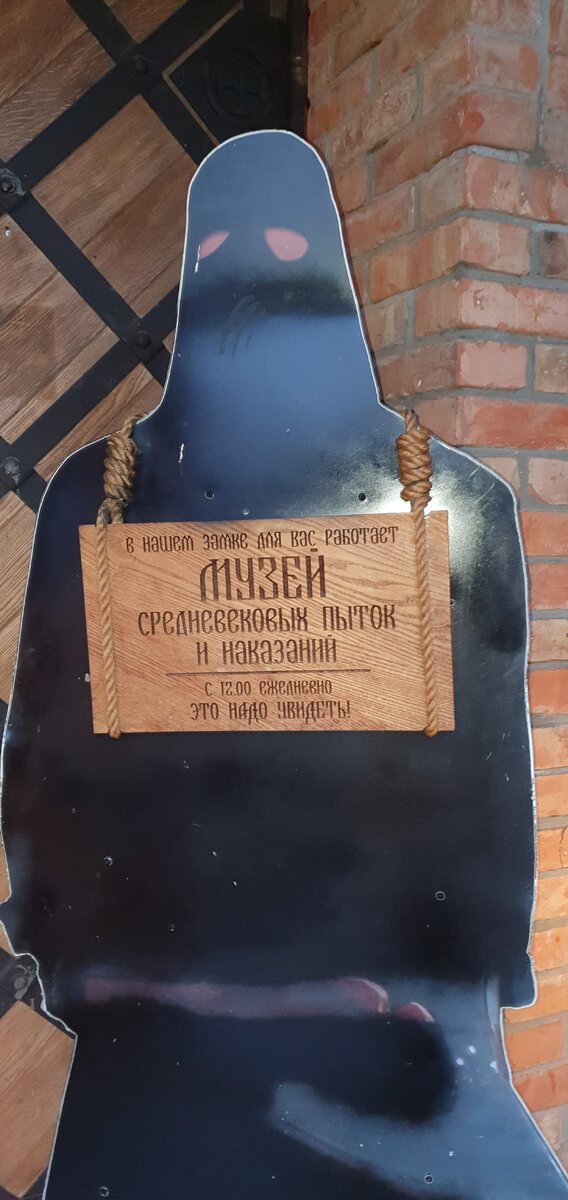 В НАШЕМ ЗАМКЕ ДЛЯ ВАС РАБОТАЕТ
МУЗЕЙ
СРЕДНЕВЕКОВЫХ ПЫТОК
И НАКАЗАНИЙ
С 12.00 ЕЖЕДНЕВНО
ЭТО НАДО УВИДЕТЬ!